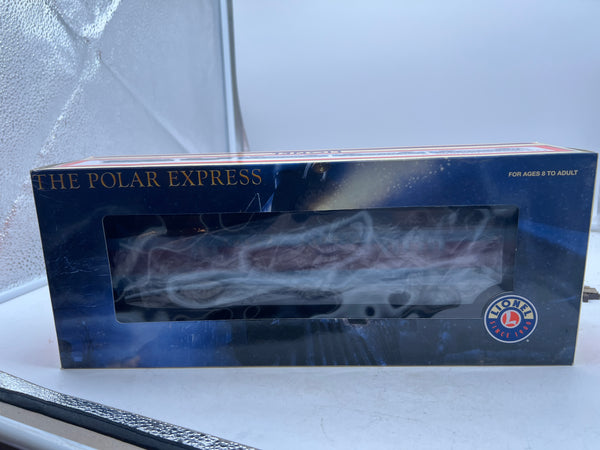 THE POLAR EXPRESS
FOR AGES 8 TO ADULT
LIONEL
L
SINCE 1900